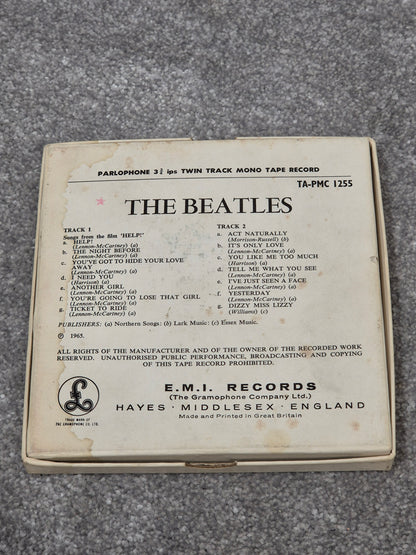 PARLOPHONE 3¾ ips TWIN TRACK MONO TAPE RECORD
TA-PMC 1255
THE BEATLES
TRACK 1
Songs from the film 'HELP!'
a. HELP!
(Lennon-McCartney) (a)
b. THE NIGHT BEFORE
(Lennon-McCartney) (a)
c. YOU'VE GOT TO HIDE YOUR LOVE
AWAY
(Lennon-McCartney) (a)
d. I NEED YOU
(Harrison) (a)
e. ANOTHER GIRL
(Lennon-McCartney) (a)
f. YOU'RE GOING TO LOSE THAT GIRL
(Lennon-McCartney) (a)
g. TICKET TO RIDE
(Lennon-McCartney) (a)
TRACK 2
a. ACT NATURALLY
(Morrison-Russell) (b)
b. IT'S ONLY LOVE
(Lennon-McCartney) (a)
c. YOU LIKE ME TOO MUCH
(Harrison) (a)
d. TELL ME WHAT YOU SEE
(Lennon-McCartney) (a)
e. I'VE JUST SEEN A FACE
(Lennon-McCartney) (a)
f. YESTERDAY
(Lennon-McCartney) (a)
g. DIZZY MISS LIZZY
(Williams) (c)
PUBLISHERS: (a) Northern Songs: (b) Lark Music: (c) Essex Music.
℗ 1965.
ALL RIGHTS OF THE MANUFACTURER AND OF THE OWNER OF THE RECORDED WORK
RESERVED. UNAUTHORISED PUBLIC PERFORMANCE, BROADCASTING AND COPYING
OF THIS TAPE RECORD PROHIBITED.
£
TRADE MARK OF
THE GRAMOPHONE CO. LTD.
E.M.I. RECORDS
(The Gramophone Company Ltd.)
HAYES · MIDDLESEX · ENGLAND
Made and Printed in Great Britain